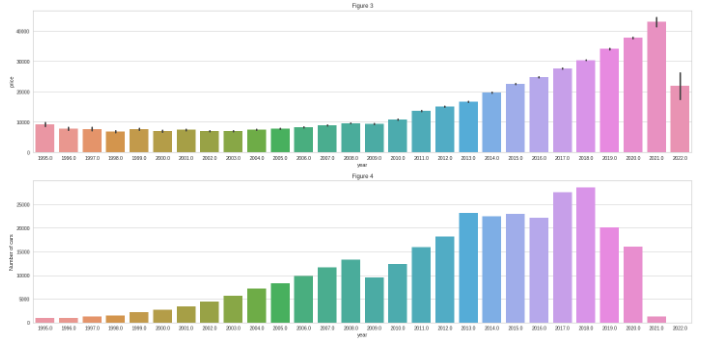 Figure 3
price
40000
30000
20000
10000
0
1995.0 1996.0 1997.0 1998.0 1999.0 2000.0 2001.0 2002.0 2003.0 2004.0 2005.0 2006.0 2007.0 2008.0 2009.0 2010.0 2011.0 2012.0 2013.0 2014.0 2015.0 2016.0 2017.0 2018.0 2019.0 2020.0 2021.0 2022.0
year
Figure 4
Number of cars
25000
20000
15000
10000
5000
0
1995.0 1996.0 1997.0 1998.0 1999.0 2000.0 2001.0 2002.0 2003.0 2004.0 2005.0 2006.0 2007.0 2008.0 2009.0 2010.0 2011.0 2012.0 2013.0 2014.0 2015.0 2016.0 2017.0 2018.0 2019.0 2020.0 2021.0 2022.0
year